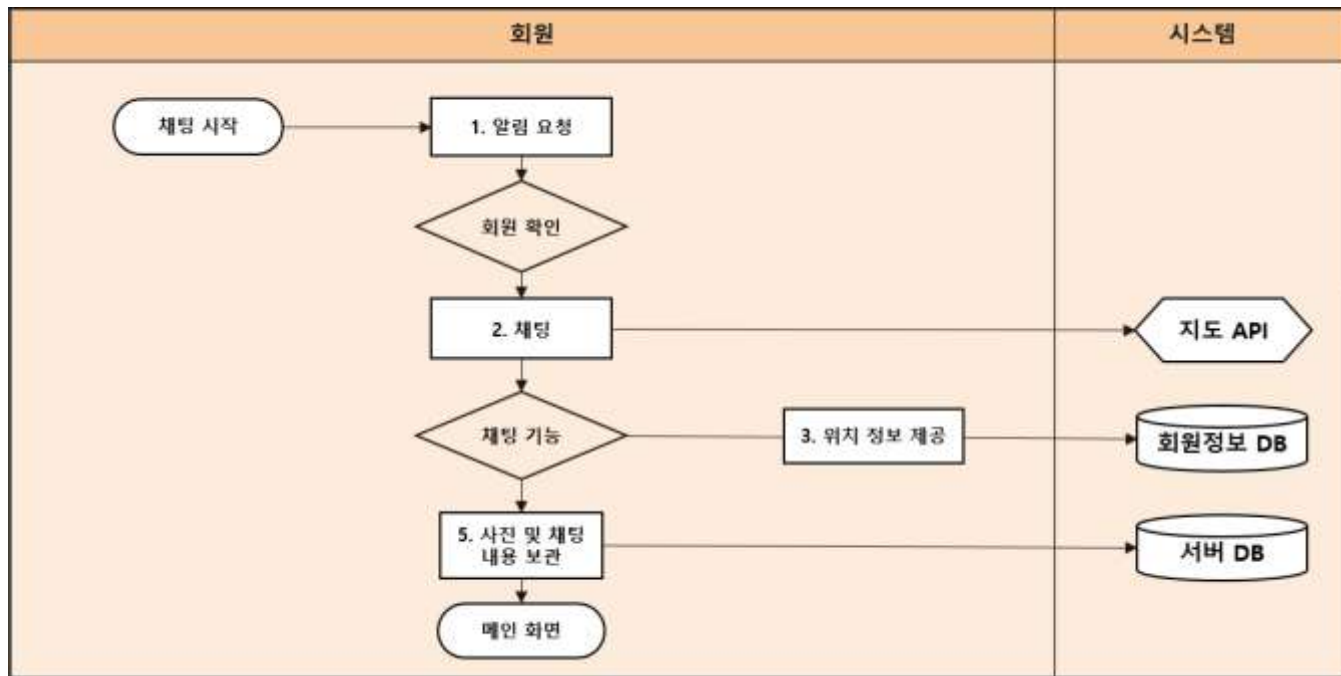 회원
시스템
채팅 시작
1. 알림 요청
회원 확인
2. 채팅
지도 API
채팅 기능
3. 위치 정보 제공
회원정보 DB
5. 사진 및 채팅
내용 보관
서버 DB
메인 화면